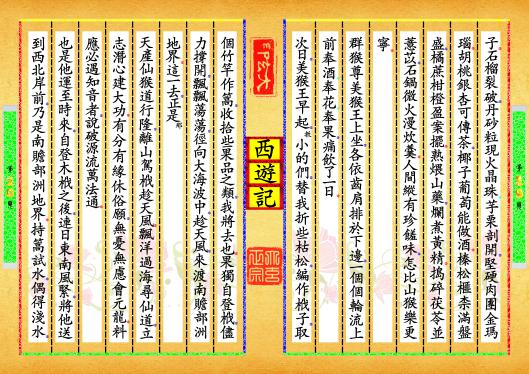 子石榴裂破丹砂粒現火晶珠芋栗剖開堅硬肉團金瑪
瑙胡桃銀杏可傳茶椰子葡萄能做酒榛松榧柰滿盤
盛橘蔗柑橙盈案擺熱煨山藥爛煮黃精搗碎茯苓並
薏苡石鍋微火漫炊羹人間縱有珍饈味怎比山猴樂更
寧
群猴尊美猴王上坐各依齒肩排於下邊一個個輪流上
前奉酒奉花奉果痛飲了一日
次日美猴王早起教小的們替我折些枯松編作栰子取
西遊記
個竹竿作篙收拾些果品之類我將去也果獨自登栰儘
力撐開飄飄蕩蕩徑向大海波中趁天風來渡南贍部洲
地界這一去正是那
天產仙猴道行隆離山駕栰趁天風飄洋過海尋仙道立
志潛心建大功有分有緣休俗願無憂無慮會元龍料
應必遇知音者說破源流萬法通
也是他運至時來自登木栰之後連日東南風緊將他送
到西北岸前乃是南贍部洲地界持篙試水偶得淺水